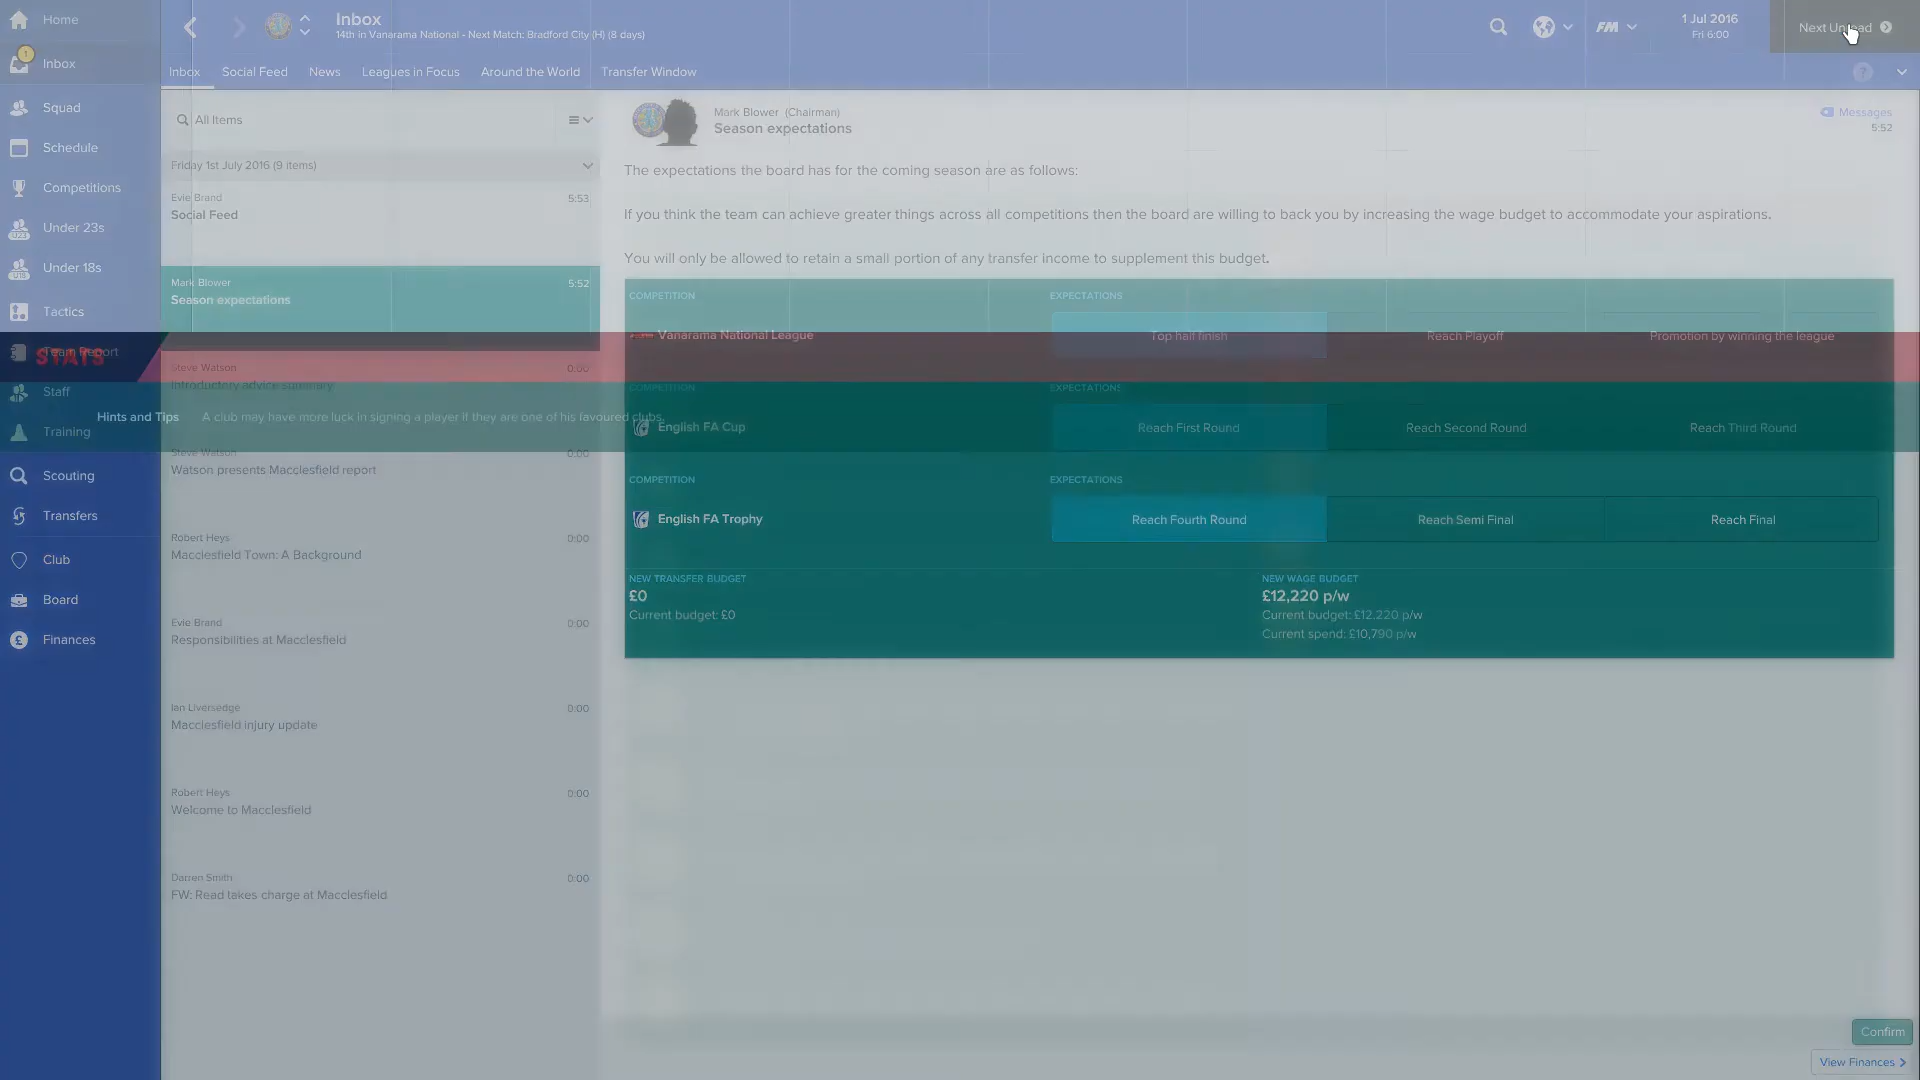 Home
Inbox
14th in Vanarama National - Next Match: Bradford City (H) (8 days)
FM
1 Jul 2016
Fri 6:00
Next Unread
1
Inbox
Inbox
Social Feed
News
Leagues in Focus
Around the World
Transfer Window
?
Squad
Schedule
Competitions
Under 23s
Under 18s
Tactics
Team Report
STATS
Staff
Training
Scouting
Transfers
Club
Board
Finances
All Items
Friday 1st July 2016 (9 items)
Evie Brand 5:53
Social Feed
Mark Blower 5:52
Season expectations
Steve Watson 0:00
Introductory advice summary
Hints and Tips A club may have more luck in signing a player if they are one of his favoured clubs.
Steve Watson 0:00
Watson presents Macclesfield report
Robert Heys 0:00
Macclesfield Town: A Background
Evie Brand 0:00
Responsibilities at Macclesfield
Ian Liversedge 0:00
Macclesfield injury update
Robert Heys 0:00
Welcome to Macclesfield
Darren Smith 0:00
FW: Read takes charge at Macclesfield
Mark Blower (Chairman)
Season expectations
Messages
5:52
The expectations the board has for the coming season are as follows:
If you think the team can achieve greater things across all competitions then the board are willing to back you by increasing the wage budget to accommodate your aspirations.
You will only be allowed to retain a small portion of any transfer income to supplement this budget.
COMPETITION EXPECTATIONS
Vanarama National League Top half finish Reach Playoff Promotion by winning the league
COMPETITION EXPECTATIONS
English FA Cup Reach First Round Reach Second Round Reach Third Round
COMPETITION EXPECTATIONS
English FA Trophy Reach Fourth Round Reach Semi Final Reach Final
NEW TRANSFER BUDGET
£0
Current budget: £0
NEW WAGE BUDGET
£12,220 p/w
Current budget: £12,220 p/w
Current spend: £10,790 p/w
Confirm
View Finances